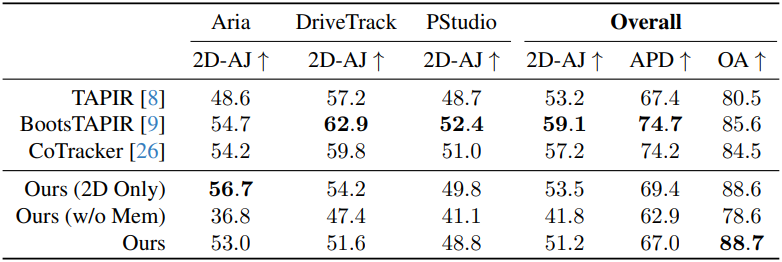 Aria DriveTrack PStudio Overall
2D-AJ ↑ 2D-AJ ↑ 2D-AJ ↑ 2D-AJ ↑ APD ↑ OA ↑
TAPIR [8] 48.6 57.2 48.7 53.2 67.4 80.5
BootsTAPIR [9] 54.7 62.9 52.4 59.1 74.7 85.6
CoTracker [26] 54.2 59.8 51.0 57.2 74.2 84.5
Ours (2D Only) 56.7 54.2 49.8 53.5 69.4 88.6
Ours (w/o Mem) 36.8 47.4 41.1 41.8 62.9 78.6
Ours 53.0 51.6 48.8 51.2 67.0 88.7